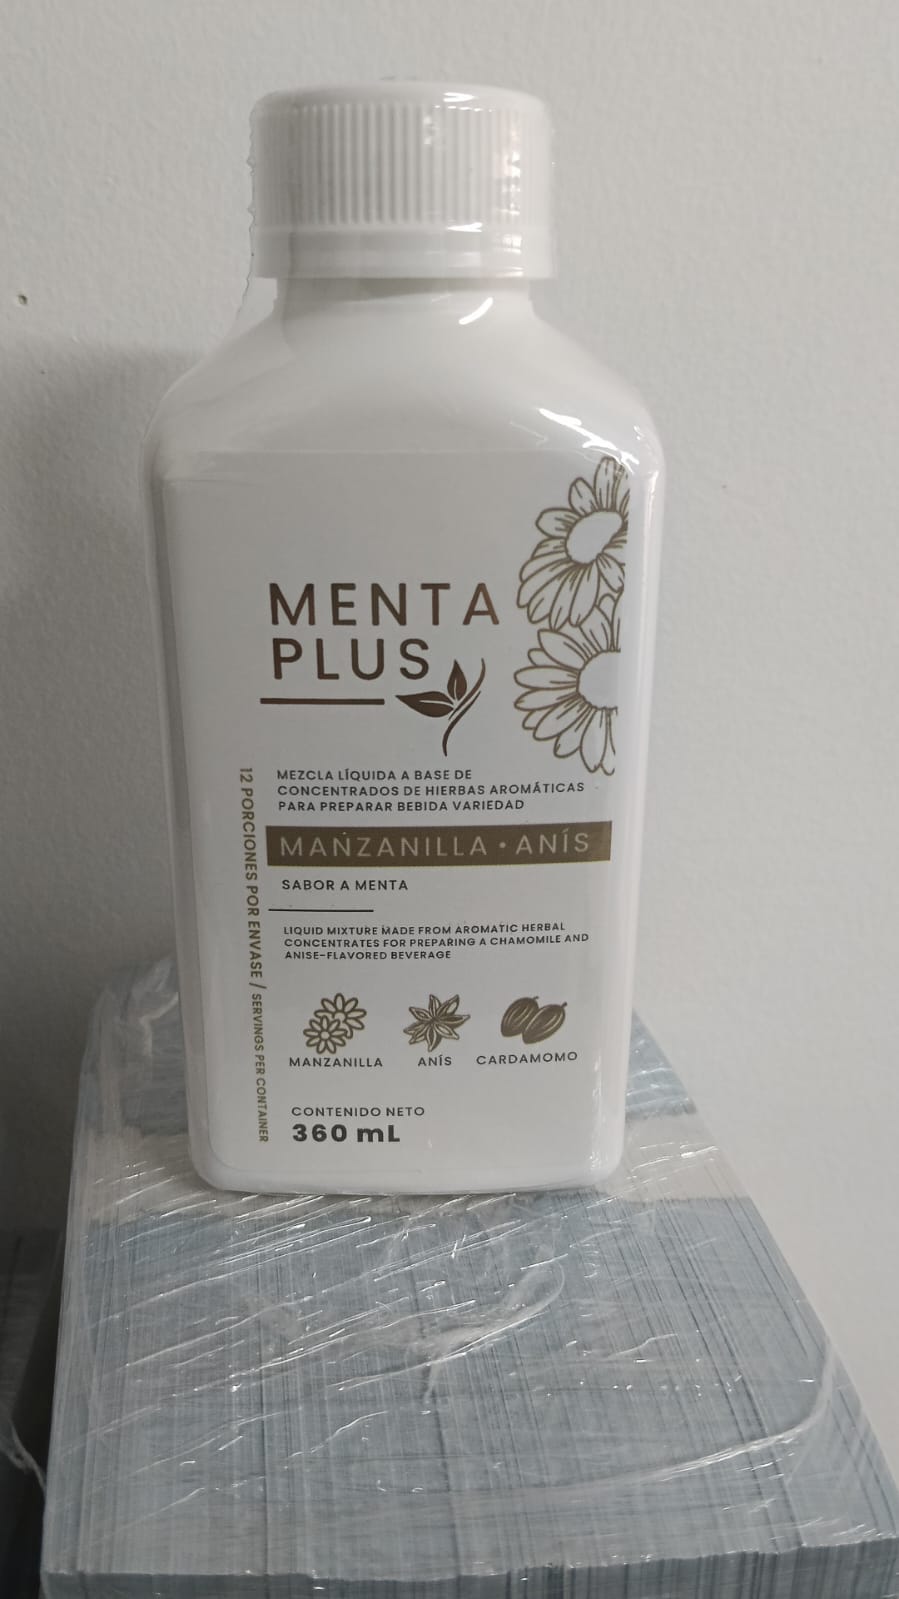 MENTA
PLUS
MEZCLA LÍQUIDA A BASE DE
CONCENTRADOS DE HIERBAS AROMÁTICAS
PARA PREPARAR BEBIDA VARIEDAD
MANZANILLA • ANÍS
SABOR A MENTA
LIQUID MIXTURE MADE FROM AROMATIC HERBAL
CONCENTRATES FOR PREPARING A CHAMOMILE AND
ANISE-FLAVORED BEVERAGE
MANZANILLA ANÍS CARDAMOMO
CONTENIDO NETO
360 mL
12 PORCIONES POR ENVASE / SERVINGS PER CONTAINER